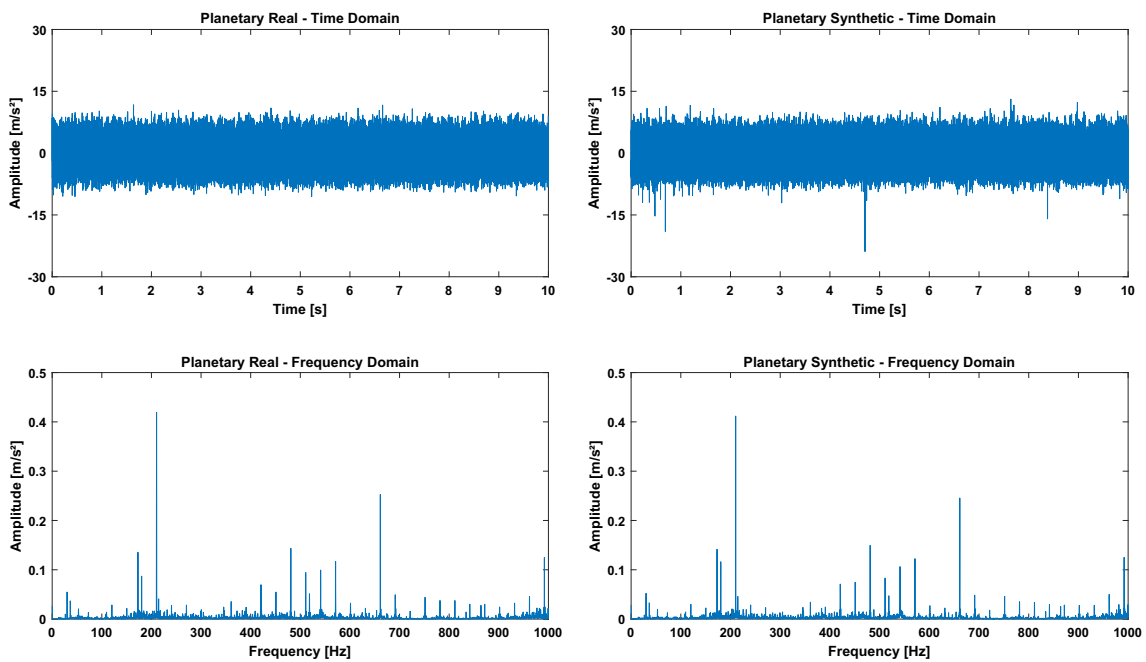 Planetary Real - Time Domain
Amplitude [m/s²]
30
15
0
-15
-30
0 1 2 3 4 5 6 7 8 9 10
Time [s]
Planetary Synthetic - Time Domain
Amplitude [m/s²]
30
15
0
-15
-30
0 1 2 3 4 5 6 7 8 9 10
Time [s]
Planetary Real - Frequency Domain
Amplitude [m/s²]
0.5
0.4
0.3
0.2
0.1
0
0 100 200 300 400 500 600 700 800 900 1000
Frequency [Hz]
Planetary Synthetic - Frequency Domain
Amplitude [m/s²]
0.5
0.4
0.3
0.2
0.1
0
0 100 200 300 400 500 600 700 800 900 1000
Frequency [Hz]